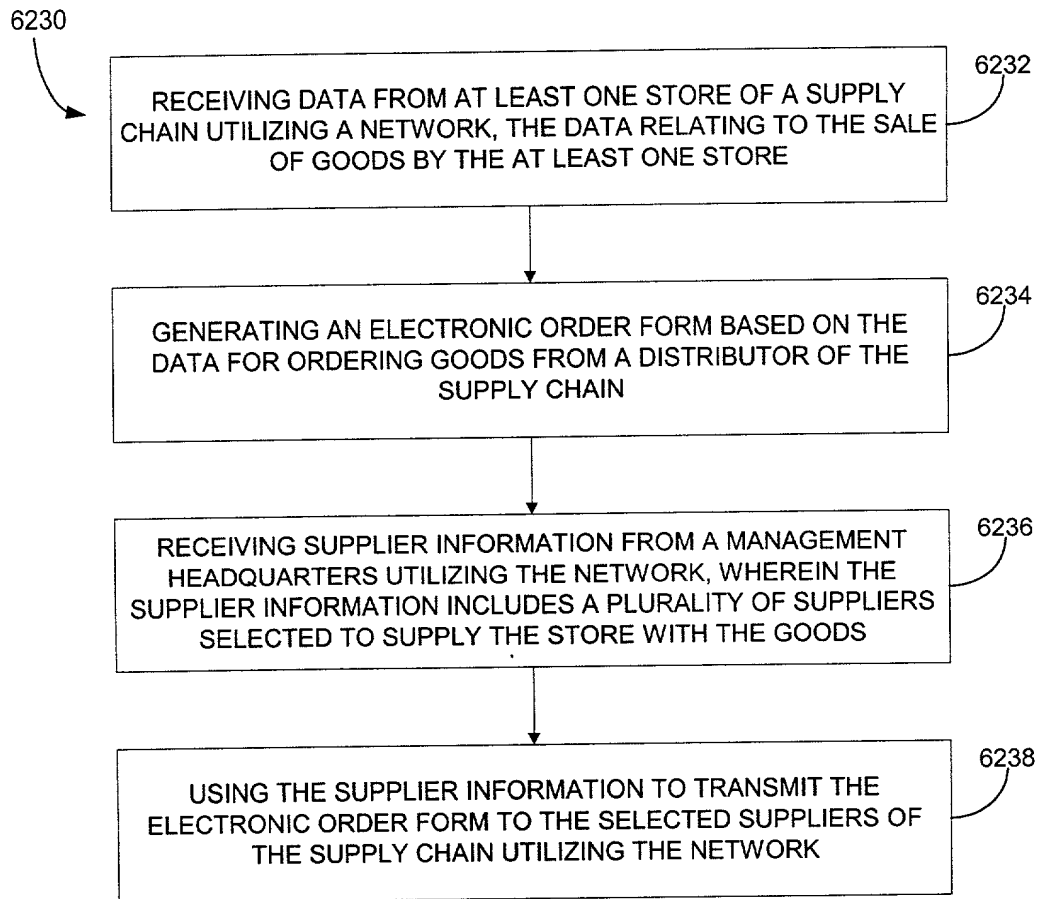 6230
6232
RECEIVING DATA FROM AT LEAST ONE STORE OF A SUPPLY
CHAIN UTILIZING A NETWORK, THE DATA RELATING TO THE SALE
OF GOODS BY THE AT LEAST ONE STORE
6234
GENERATING AN ELECTRONIC ORDER FORM BASED ON THE
DATA FOR ORDERING GOODS FROM A DISTRIBUTOR OF THE
SUPPLY CHAIN
6236
RECEIVING SUPPLIER INFORMATION FROM A MANAGEMENT
HEADQUARTERS UTILIZING THE NETWORK, WHEREIN THE
SUPPLIER INFORMATION INCLUDES A PLURALITY OF SUPPLIERS
SELECTED TO SUPPLY THE STORE WITH THE GOODS
6238
USING THE SUPPLIER INFORMATION TO TRANSMIT THE
ELECTRONIC ORDER FORM TO THE SELECTED SUPPLIERS OF
THE SUPPLY CHAIN UTILIZING THE NETWORK